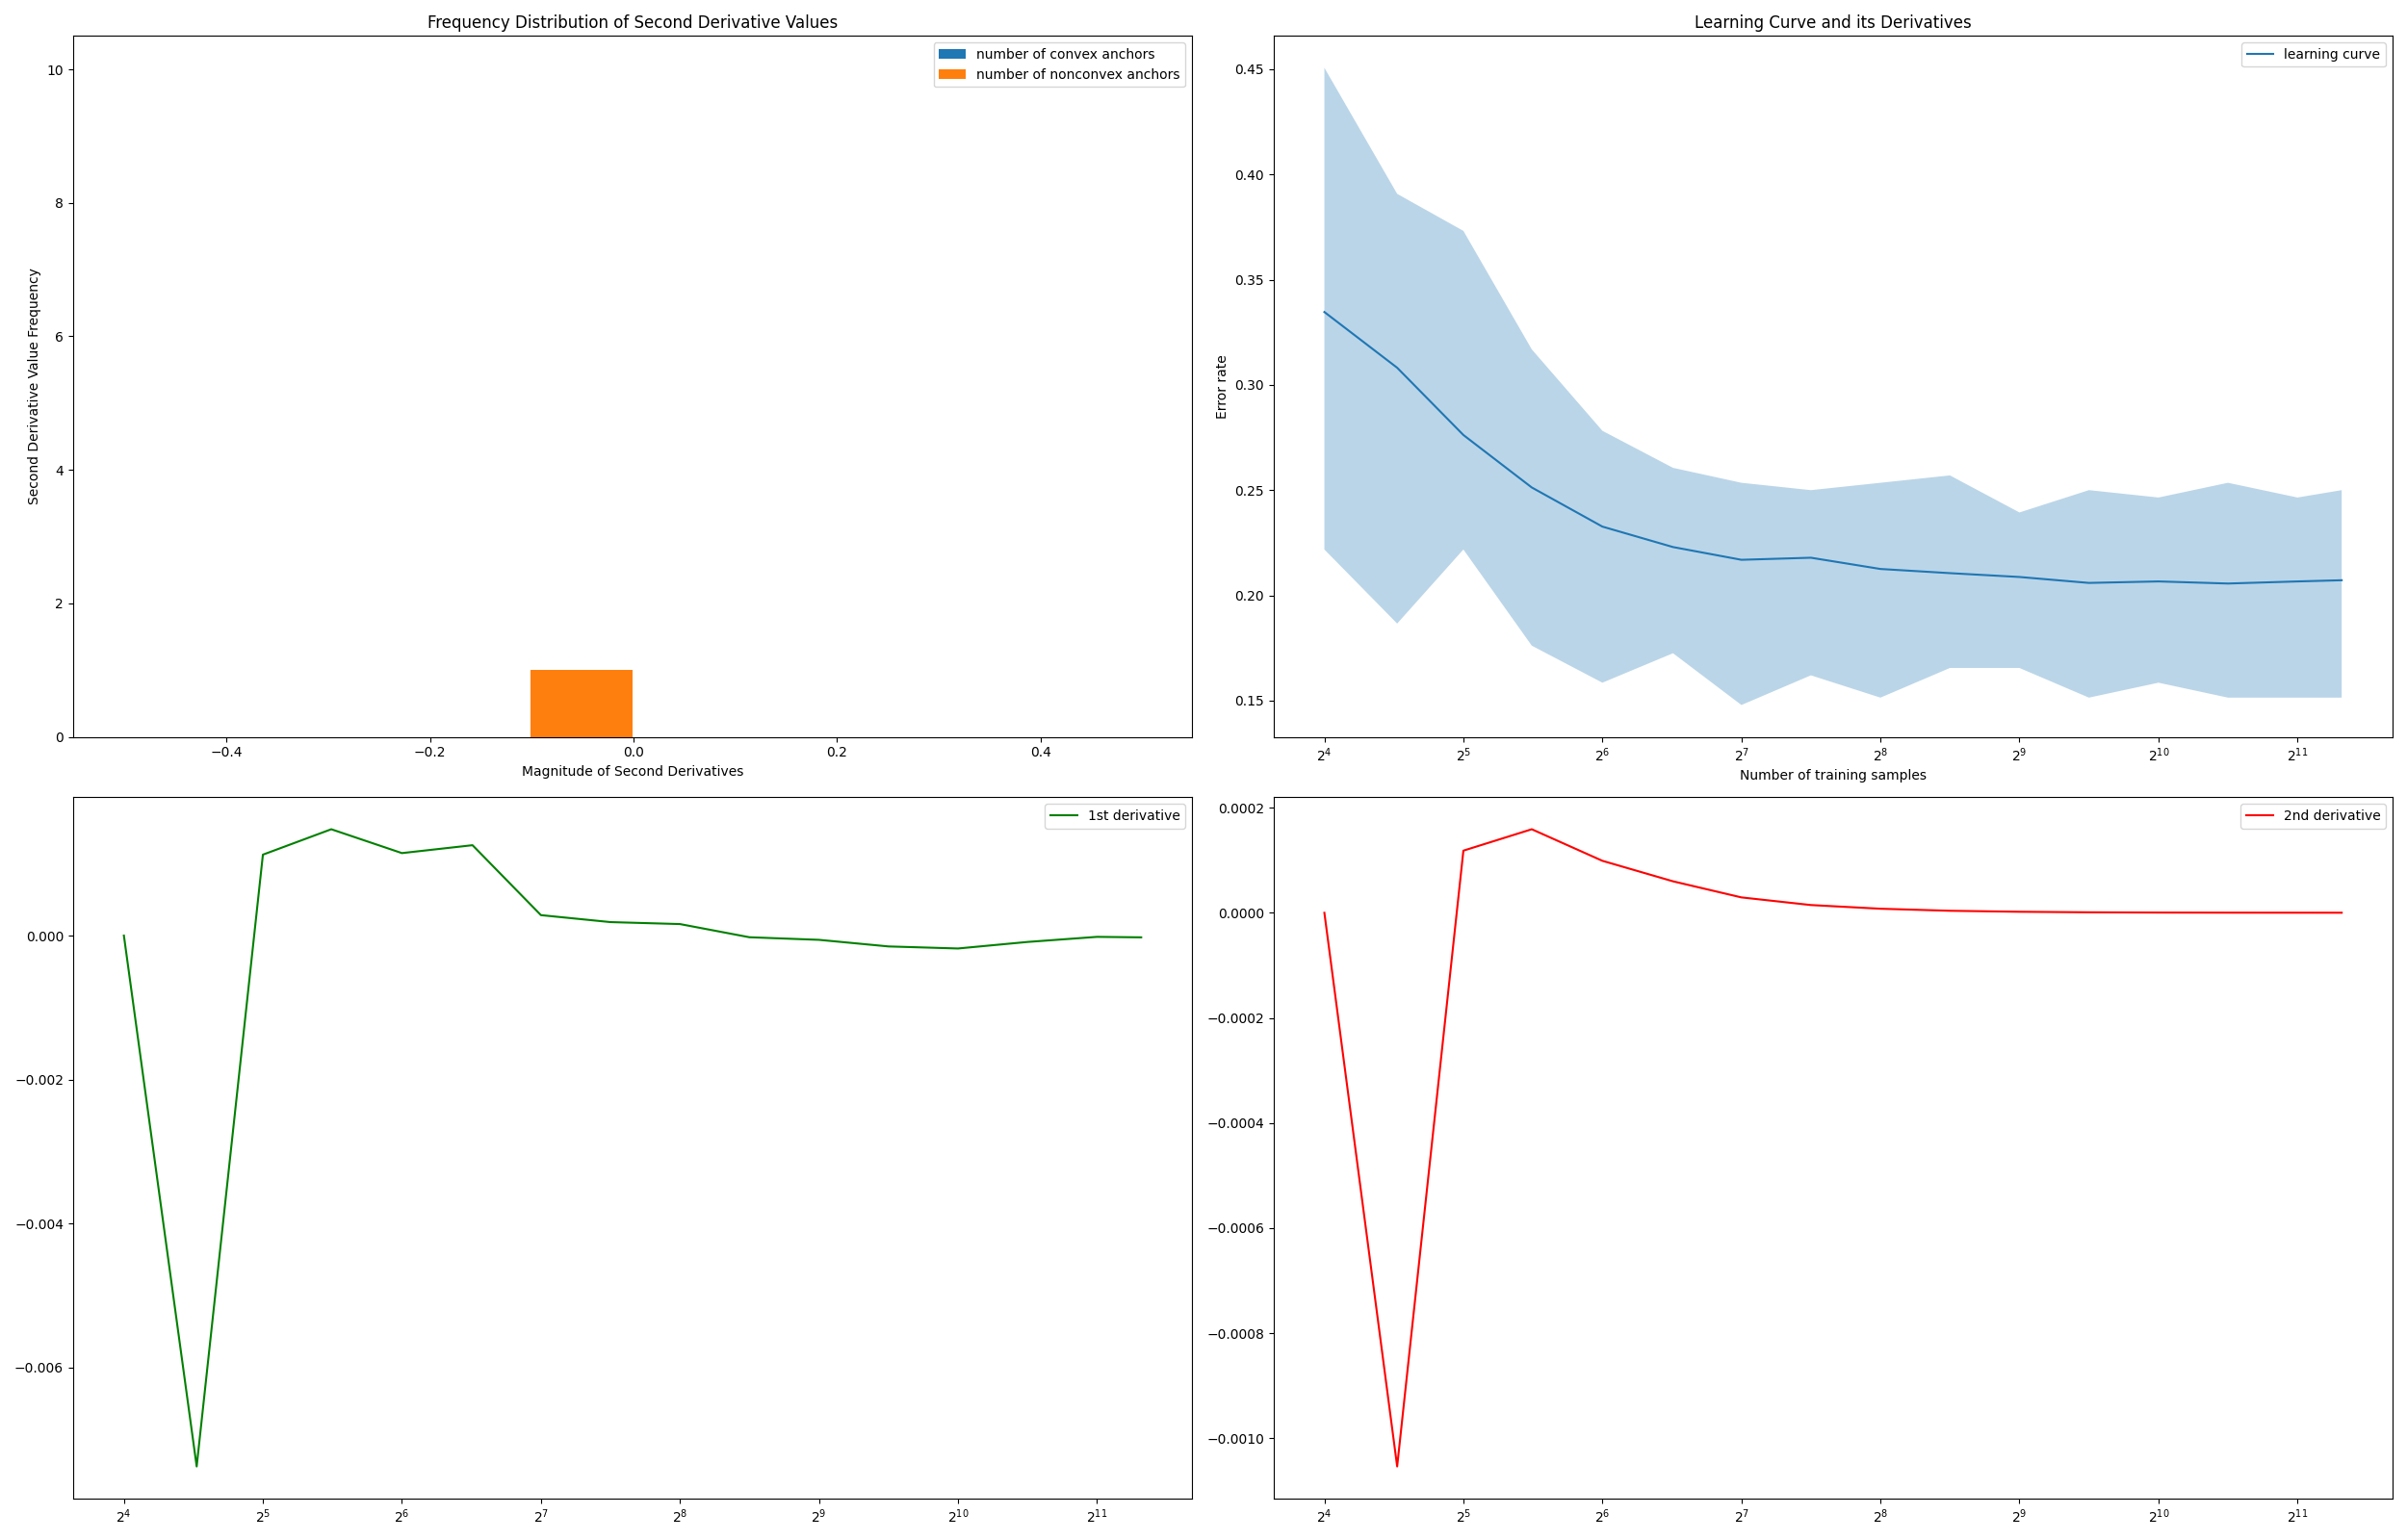 Frequency Distribution of Second Derivative Values
number of convex anchors
number of nonconvex anchors
Second Derivative Value Frequency
10
8
6
4
2
0
−0.4 −0.2 0.0 0.2 0.4
Magnitude of Second Derivatives
Learning Curve and its Derivatives
learning curve
Error rate
0.45
0.40
0.35
0.30
0.25
0.20
0.15
2⁴ 2⁵ 2⁶ 2⁷ 2⁸ 2⁹ 2¹⁰ 2¹¹
Number of training samples
1st derivative
0.000
−0.002
−0.004
−0.006
2⁴ 2⁵ 2⁶ 2⁷ 2⁸ 2⁹ 2¹⁰ 2¹¹
2nd derivative
0.0002
0.0000
−0.0002
−0.0004
−0.0006
−0.0008
−0.0010
2⁴ 2⁵ 2⁶ 2⁷ 2⁸ 2⁹ 2¹⁰ 2¹¹